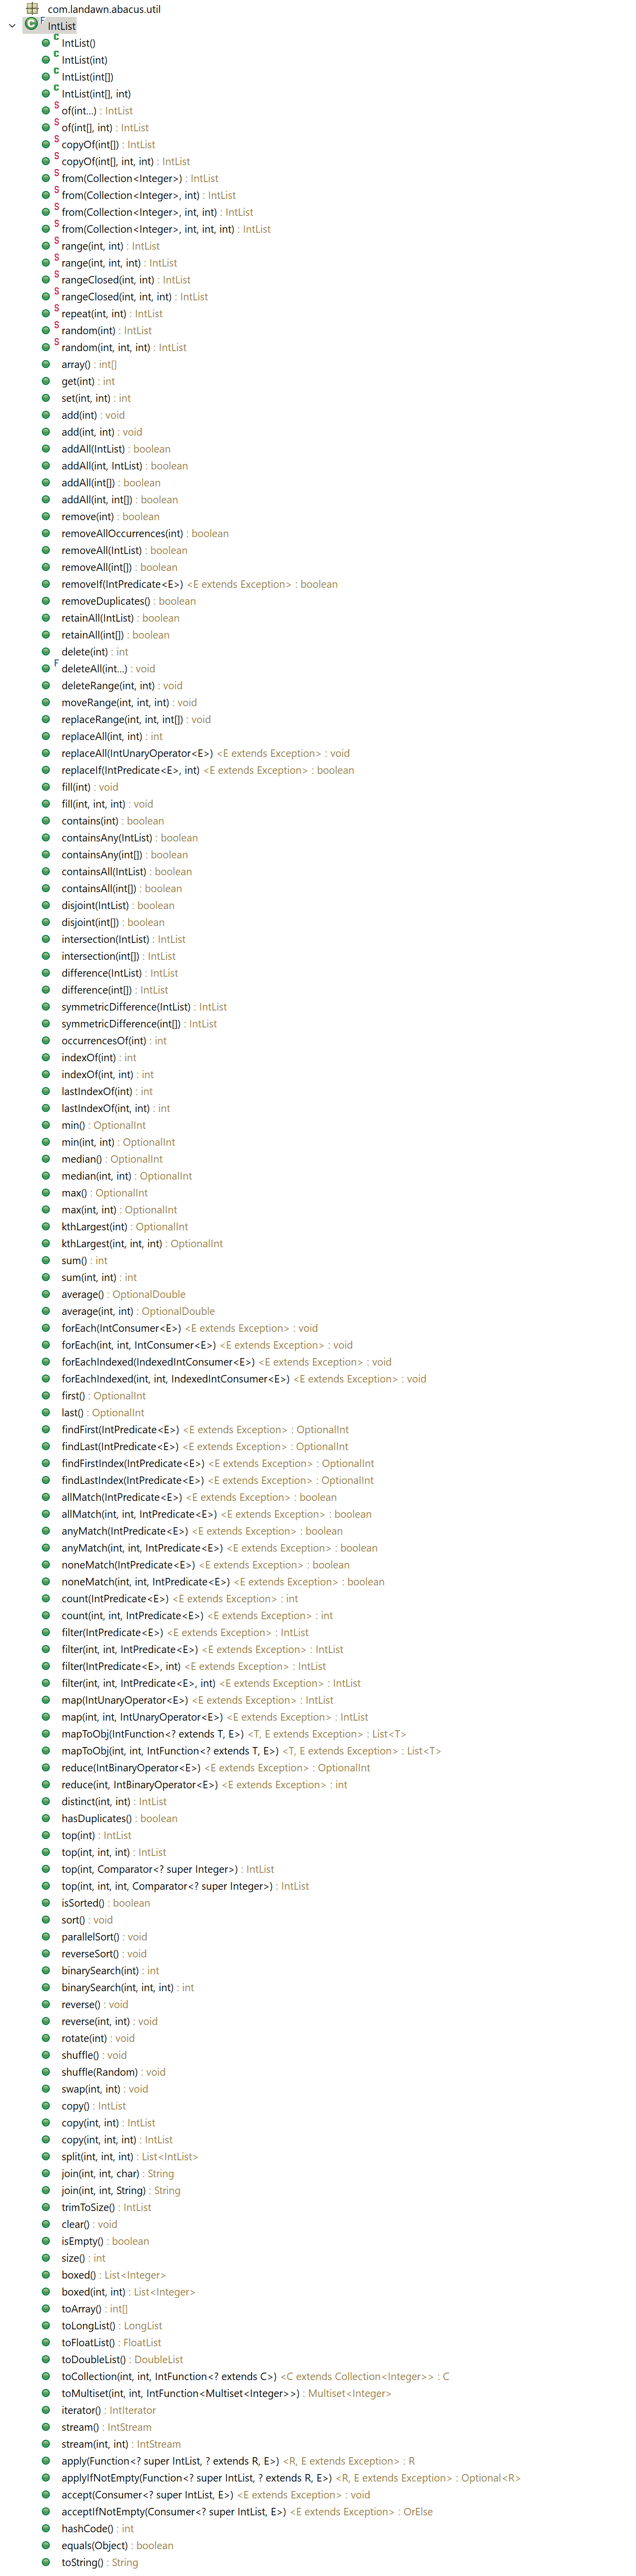 com.landawn.abacus.util
IntList
IntList()
IntList(int)
IntList(int[])
IntList(int[], int)
of(int...) : IntList
of(int[], int) : IntList
copyOf(int[]) : IntList
copyOf(int[], int, int) : IntList
from(Collection<Integer>) : IntList
from(Collection<Integer>, int) : IntList
from(Collection<Integer>, int, int) : IntList
from(Collection<Integer>, int, int, int) : IntList
range(int, int) : IntList
range(int, int, int) : IntList
rangeClosed(int, int) : IntList
rangeClosed(int, int, int) : IntList
repeat(int, int) : IntList
random(int) : IntList
random(int, int, int) : IntList
array() : int[]
get(int) : int
set(int, int) : int
add(int) : void
add(int, int) : void
addAll(IntList) : boolean
addAll(int, IntList) : boolean
addAll(int[]) : boolean
addAll(int, int[]) : boolean
remove(int) : boolean
removeAllOccurrences(int) : boolean
removeAll(IntList) : boolean
removeAll(int[]) : boolean
removeIf(IntPredicate<E>) <E extends Exception> : boolean
removeDuplicates() : boolean
retainAll(IntList) : boolean
retainAll(int[]) : boolean
delete(int) : int
deleteAll(int...) : void
deleteRange(int, int) : void
moveRange(int, int, int) : void
replaceRange(int, int, int[]) : void
replaceAll(int, int) : int
replaceAll(IntUnaryOperator<E>) <E extends Exception> : void
replaceIf(IntPredicate<E>, int) <E extends Exception> : boolean
fill(int) : void
fill(int, int, int) : void
contains(int) : boolean
containsAny(IntList) : boolean
containsAny(int[]) : boolean
containsAll(IntList) : boolean
containsAll(int[]) : boolean
disjoint(IntList) : boolean
disjoint(int[]) : boolean
intersection(IntList) : IntList
intersection(int[]) : IntList
difference(IntList) : IntList
difference(int[]) : IntList
symmetricDifference(IntList) : IntList
symmetricDifference(int[]) : IntList
occurrencesOf(int) : int
indexOf(int) : int
indexOf(int, int) : int
lastIndexOf(int) : int
lastIndexOf(int, int) : int
min() : OptionalInt
min(int, int) : OptionalInt
median() : OptionalInt
median(int, int) : OptionalInt
max() : OptionalInt
max(int, int) : OptionalInt
kthLargest(int) : OptionalInt
kthLargest(int, int, int) : OptionalInt
sum() : int
sum(int, int) : int
average() : OptionalDouble
average(int, int) : OptionalDouble
forEach(IntConsumer<E>) <E extends Exception> : void
forEach(int, int, IntConsumer<E>) <E extends Exception> : void
forEachIndexed(IndexedIntConsumer<E>) <E extends Exception> : void
forEachIndexed(int, int, IndexedIntConsumer<E>) <E extends Exception> : void
first() : OptionalInt
last() : OptionalInt
findFirst(IntPredicate<E>) <E extends Exception> : OptionalInt
findLast(IntPredicate<E>) <E extends Exception> : OptionalInt
findFirstIndex(IntPredicate<E>) <E extends Exception> : OptionalInt
findLastIndex(IntPredicate<E>) <E extends Exception> : OptionalInt
allMatch(IntPredicate<E>) <E extends Exception> : boolean
allMatch(int, int, IntPredicate<E>) <E extends Exception> : boolean
anyMatch(IntPredicate<E>) <E extends Exception> : boolean
anyMatch(int, int, IntPredicate<E>) <E extends Exception> : boolean
noneMatch(IntPredicate<E>) <E extends Exception> : boolean
noneMatch(int, int, IntPredicate<E>) <E extends Exception> : boolean
count(IntPredicate<E>) <E extends Exception> : int
count(int, int, IntPredicate<E>) <E extends Exception> : int
filter(IntPredicate<E>) <E extends Exception> : IntList
filter(int, int, IntPredicate<E>) <E extends Exception> : IntList
filter(IntPredicate<E>, int) <E extends Exception> : IntList
filter(int, int, IntPredicate<E>, int) <E extends Exception> : IntList
map(IntUnaryOperator<E>) <E extends Exception> : IntList
map(int, int, IntUnaryOperator<E>) <E extends Exception> : IntList
mapToObj(IntFunction<? extends T, E>) <T, E extends Exception> : List<T>
mapToObj(int, int, IntFunction<? extends T, E>) <T, E extends Exception> : List<T>
reduce(IntBinaryOperator<E>) <E extends Exception> : OptionalInt
reduce(int, IntBinaryOperator<E>) <E extends Exception> : int
distinct(int, int) : IntList
hasDuplicates() : boolean
top(int) : IntList
top(int, int, int) : IntList
top(int, Comparator<? super Integer>) : IntList
top(int, int, int, Comparator<? super Integer>) : IntList
isSorted() : boolean
sort() : void
parallelSort() : void
reverseSort() : void
binarySearch(int) : int
binarySearch(int, int, int) : int
reverse() : void
reverse(int, int) : void
rotate(int) : void
shuffle() : void
shuffle(Random) : void
swap(int, int) : void
copy() : IntList
copy(int, int) : IntList
copy(int, int, int) : IntList
split(int, int, int) : List<IntList>
join(int, int, char) : String
join(int, int, String) : String
trimToSize() : IntList
clear() : void
isEmpty() : boolean
size() : int
boxed() : List<Integer>
boxed(int, int) : List<Integer>
toArray() : int[]
toLongList() : LongList
toFloatList() : FloatList
toDoubleList() : DoubleList
toCollection(int, int, IntFunction<? extends C>) <C extends Collection<Integer>> : C
toMultiset(int, int, IntFunction<Multiset<Integer>>) : Multiset<Integer>
iterator() : IntIterator
stream() : IntStream
stream(int, int) : IntStream
apply(Function<? super IntList, ? extends R, E>) <R, E extends Exception> : R
applyIfNotEmpty(Function<? super IntList, ? extends R, E>) <R, E extends Exception> : Optional<R>
accept(Consumer<? super IntList, E>) <E extends Exception> : void
acceptIfNotEmpty(Consumer<? super IntList, E>) <E extends Exception> : OrElse
hashCode() : int
equals(Object) : boolean
toString() : String